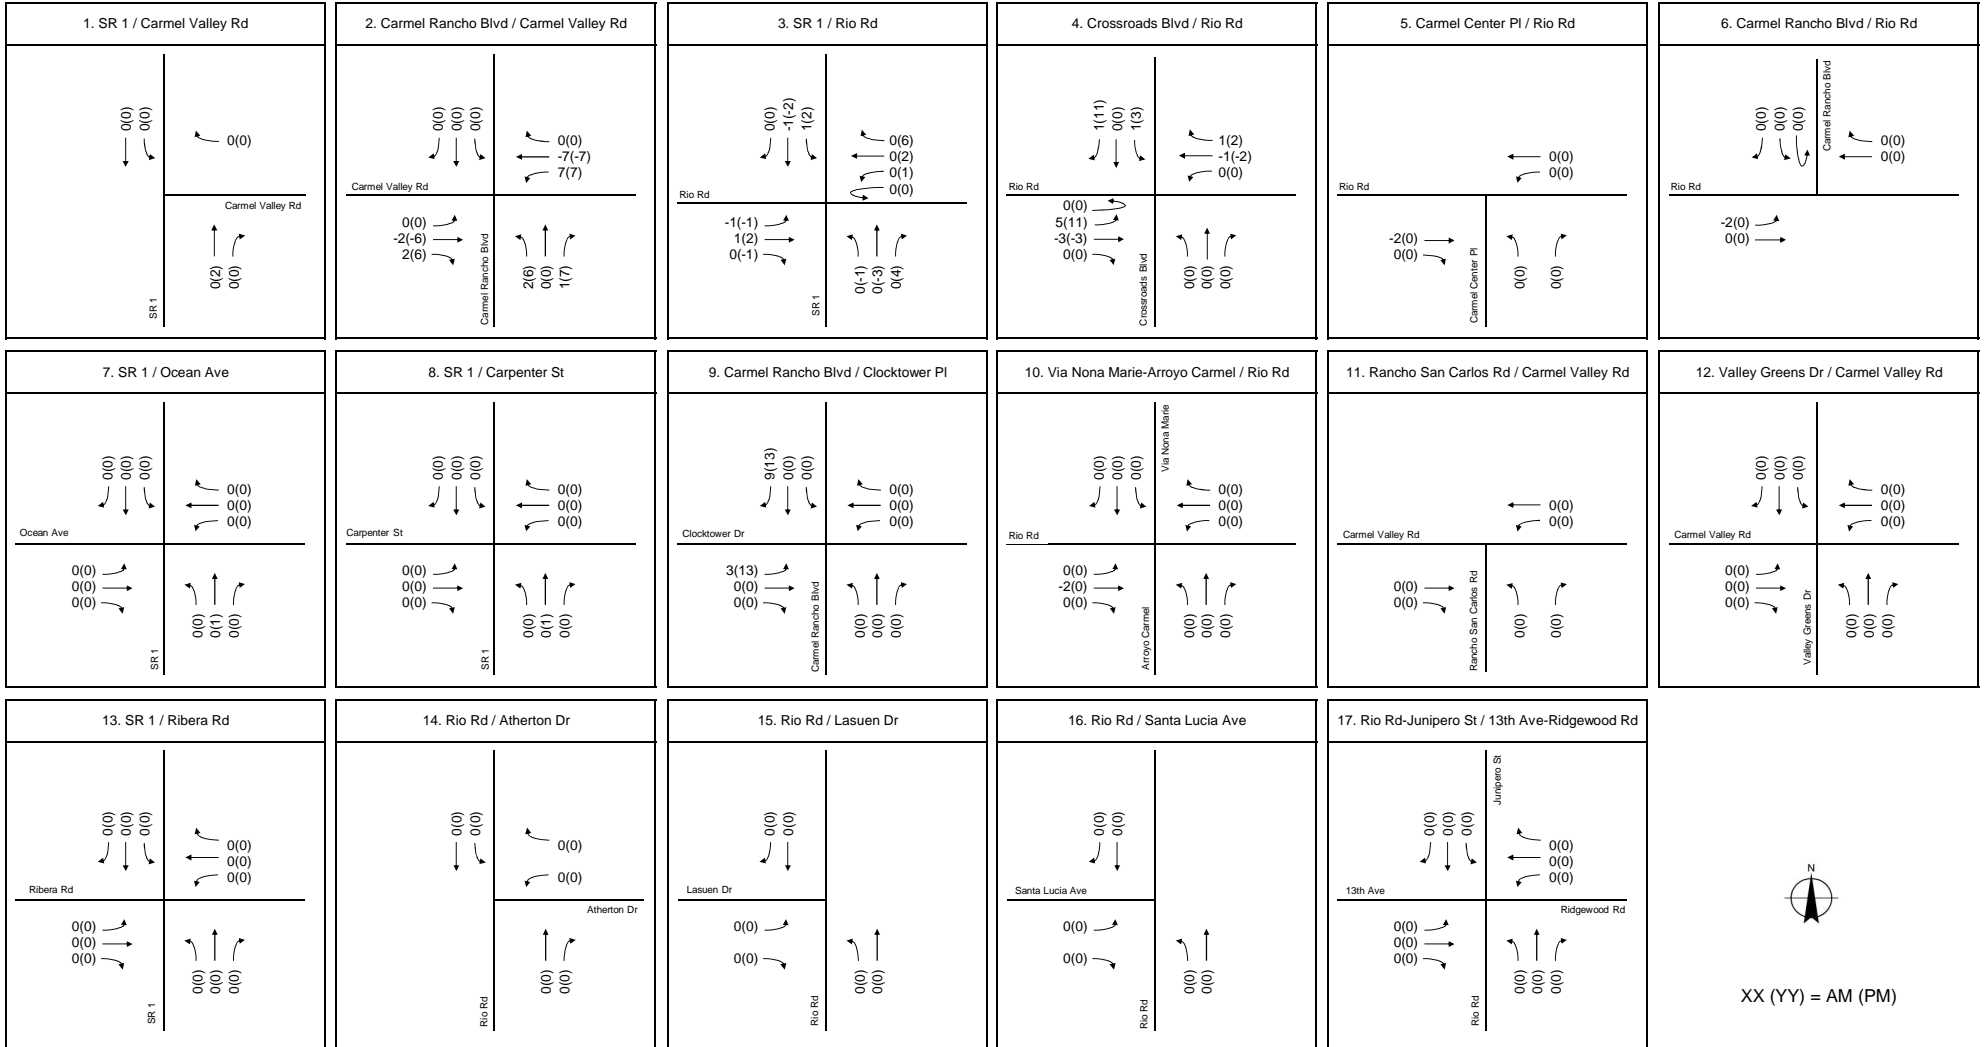 1. SR 1 / Carmel Valley Rd
0(0)
0(0)
0(0)
Carmel Valley Rd
0(2)
0(0)
SR 1
2. Carmel Rancho Blvd / Carmel Valley Rd
0(0)
0(0)
0(0)
0(0)
-7(-7)
7(7)
Carmel Valley Rd
0(0)
-2(-6)
2(6)
Carmel Rancho Blvd
2(6)
0(0)
1(7)
3. SR 1 / Rio Rd
0(0)
-1(-2)
1(2)
0(6)
0(2)
0(1)
0(0)
Rio Rd
-1(-1)
1(2)
0(-1)
SR 1
0(-1)
0(-3)
0(4)
4. Crossroads Blvd / Rio Rd
1(11)
0(0)
1(3)
1(2)
-1(-2)
0(0)
Rio Rd
0(0)
5(11)
-3(-3)
0(0)
Crossroads Blvd
0(0)
0(0)
0(0)
5. Carmel Center Pl / Rio Rd
0(0)
0(0)
Rio Rd
-2(0)
0(0)
Carmel Center Pl
0(0)
0(0)
6. Carmel Rancho Blvd / Rio Rd
0(0)
0(0)
0(0)
Carmel Rancho Blvd
0(0)
0(0)
Rio Rd
-2(0)
0(0)
7. SR 1 / Ocean Ave
0(0)
0(0)
0(0)
0(0)
0(0)
0(0)
Ocean Ave
0(0)
0(0)
0(0)
SR 1
0(0)
0(1)
0(0)
8. SR 1 / Carpenter St
0(0)
0(0)
0(0)
0(0)
0(0)
0(0)
Carpenter St
0(0)
0(0)
0(0)
SR 1
0(0)
0(1)
0(0)
9. Carmel Rancho Blvd / Clocktower Pl
9(13)
0(0)
0(0)
0(0)
0(0)
0(0)
Clocktower Dr
3(13)
0(0)
0(0)
Carmel Rancho Blvd
0(0)
0(0)
0(0)
10. Via Nona Marie-Arroyo Carmel / Rio Rd
0(0)
0(0)
0(0)
Via Nona Marie
0(0)
0(0)
0(0)
Rio Rd
0(0)
-2(0)
0(0)
Arroyo Carmel
0(0)
0(0)
0(0)
11. Rancho San Carlos Rd / Carmel Valley Rd
0(0)
0(0)
Carmel Valley Rd
0(0)
0(0)
Rancho San Carlos Rd
0(0)
0(0)
12. Valley Greens Dr / Carmel Valley Rd
0(0)
0(0)
0(0)
0(0)
0(0)
0(0)
Carmel Valley Rd
0(0)
0(0)
0(0)
Valley Greens Dr
0(0)
0(0)
0(0)
13. SR 1 / Ribera Rd
0(0)
0(0)
0(0)
0(0)
0(0)
0(0)
Ribera Rd
0(0)
0(0)
0(0)
SR 1
0(0)
0(0)
0(0)
14. Rio Rd / Atherton Dr
0(0)
0(0)
0(0)
0(0)
Atherton Dr
Rio Rd
0(0)
0(0)
15. Rio Rd / Lasuen Dr
0(0)
0(0)
Lasuen Dr
0(0)
0(0)
Rio Rd
0(0)
0(0)
16. Rio Rd / Santa Lucia Ave
0(0)
0(0)
Santa Lucia Ave
0(0)
0(0)
Rio Rd
0(0)
0(0)
17. Rio Rd-Junipero St / 13th Ave-Ridgewood Rd
Junipero St
0(0)
0(0)
0(0)
0(0)
0(0)
0(0)
13th Ave
Ridgewood Rd
0(0)
0(0)
0(0)
Rio Rd
0(0)
0(0)
0(0)
N
XX (YY) = AM (PM)